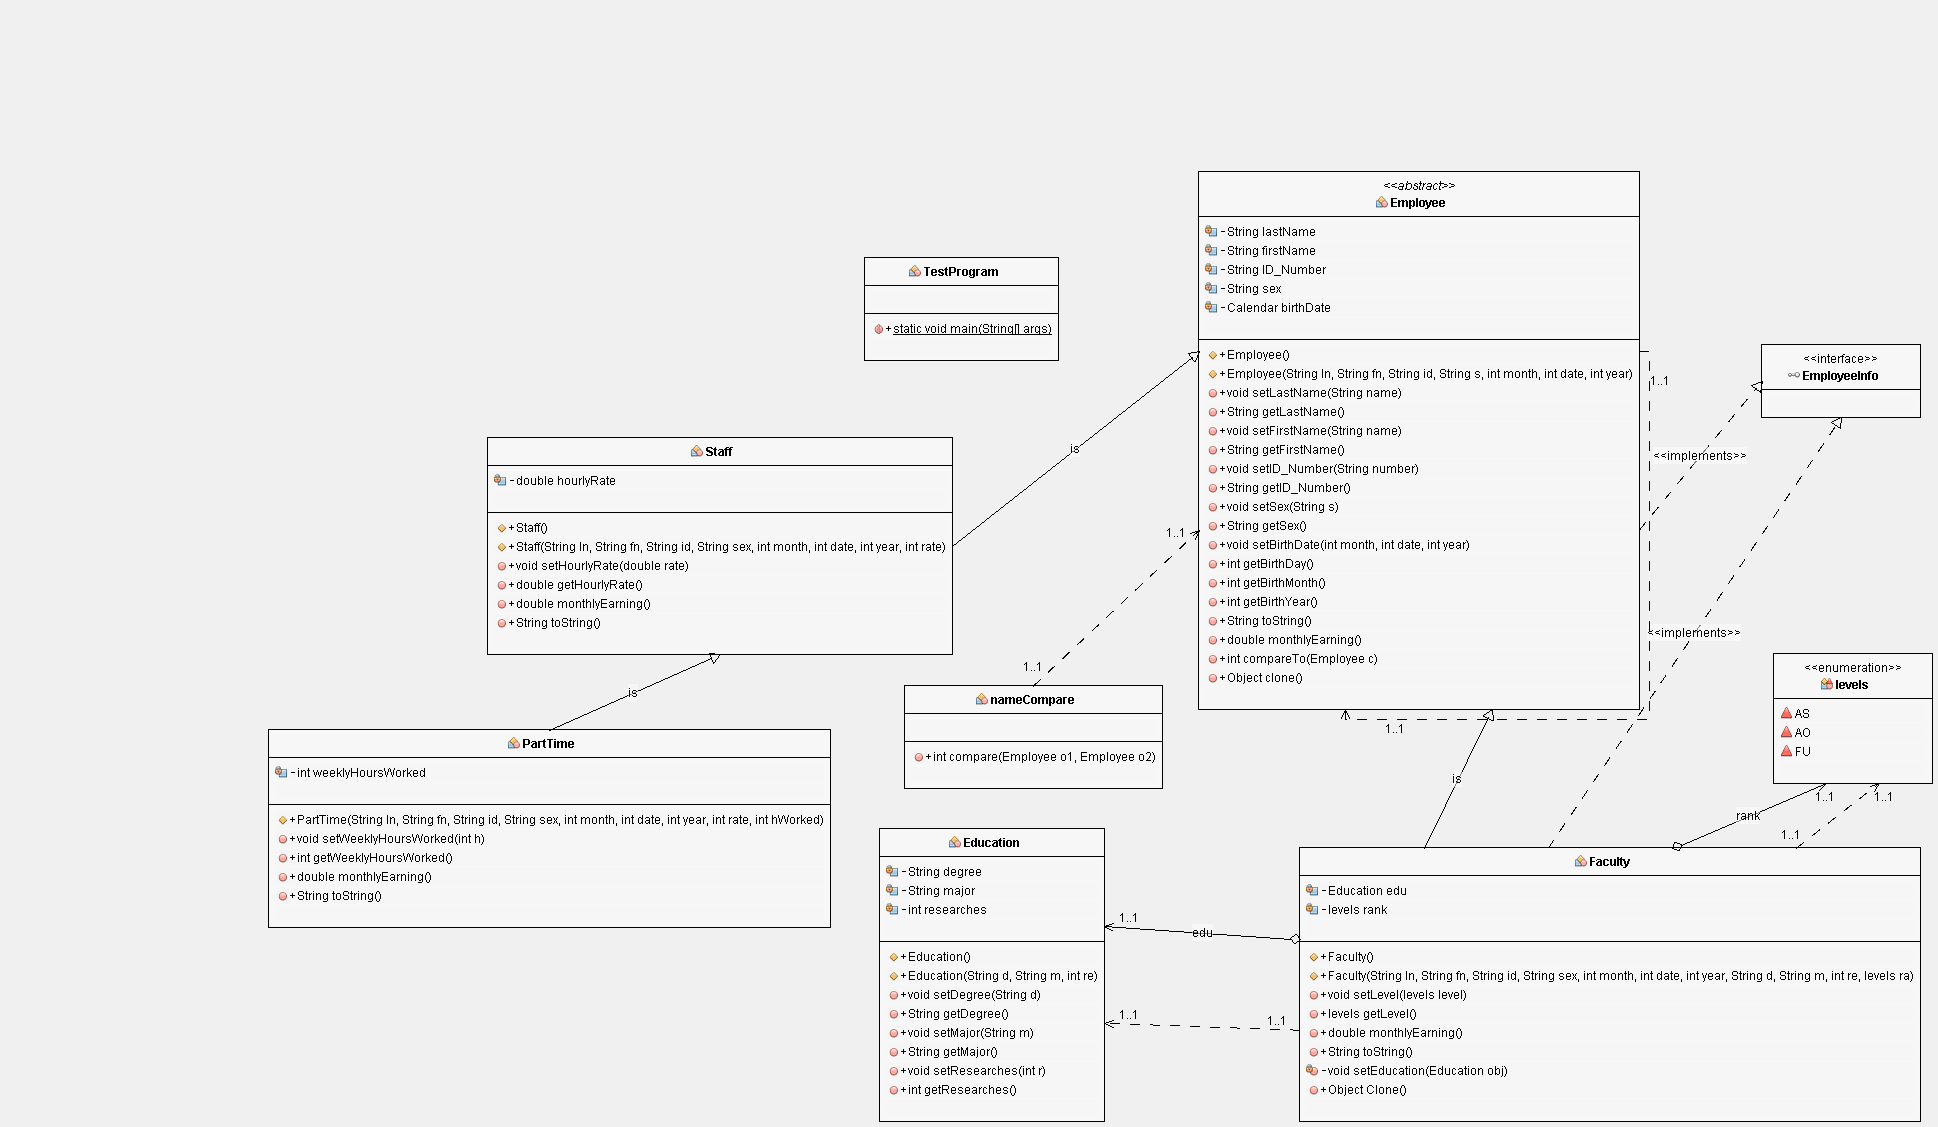 <<abstract>>
Employee
-String lastName
-String firstName
-String ID_Number
-String sex
-Calendar birthDate
+Employee()
+Employee(String ln, String fn, String id, String s, int month, int date, int year)
+void setLastName(String name)
+String getLastName()
+void setFirstName(String name)
+String getFirstName()
+void setID_Number(String number)
+String getID_Number()
+void setSex(String s)
+String getSex()
+void setBirthDate(int month, int date, int year)
+int getBirthDay()
+int getBirthMonth()
+int getBirthYear()
+String toString()
+double monthlyEarning()
+int compareTo(Employee c)
+Object clone()
TestProgram
+static void main(String[] args)
<<interface>>
EmployeeInfo
1..1
1..1
<<implements>>
<<implements>>
is
Staff
-double hourlyRate
+Staff()
+Staff(String ln, String fn, String id, String sex, int month, int date, int year, int rate)
+void setHourlyRate(double rate)
+double getHourlyRate()
+double monthlyEarning()
+String toString()
is
1..1
1..1
nameCompare
+int compare(Employee o1, Employee o2)
<<enumeration>>
levels
AS
AO
FU
PartTime
-int weeklyHoursWorked
+PartTime(String ln, String fn, String id, String sex, int month, int date, int year, int rate, int hWorked)
+void setWeeklyHoursWorked(int h)
+int getWeeklyHoursWorked()
+double monthlyEarning()
+String toString()
is
1..1
1..1
rank
1..1
Education
-String degree
-String major
-int researches
+Education()
+Education(String d, String m, int re)
+void setDegree(String d)
+String getDegree()
+void setMajor(String m)
+String getMajor()
+void setResearches(int r)
+int getResearches()
1..1
edu
1..1
1..1
Faculty
-Education edu
-levels rank
+Faculty()
+Faculty(String ln, String fn, String id, String sex, int month, int date, int year, String d, String m, int re, levels ra)
+void setLevel(levels level)
+levels getLevel()
+double monthlyEarning()
+String toString()
-void setEducation(Education obj)
+Object Clone()